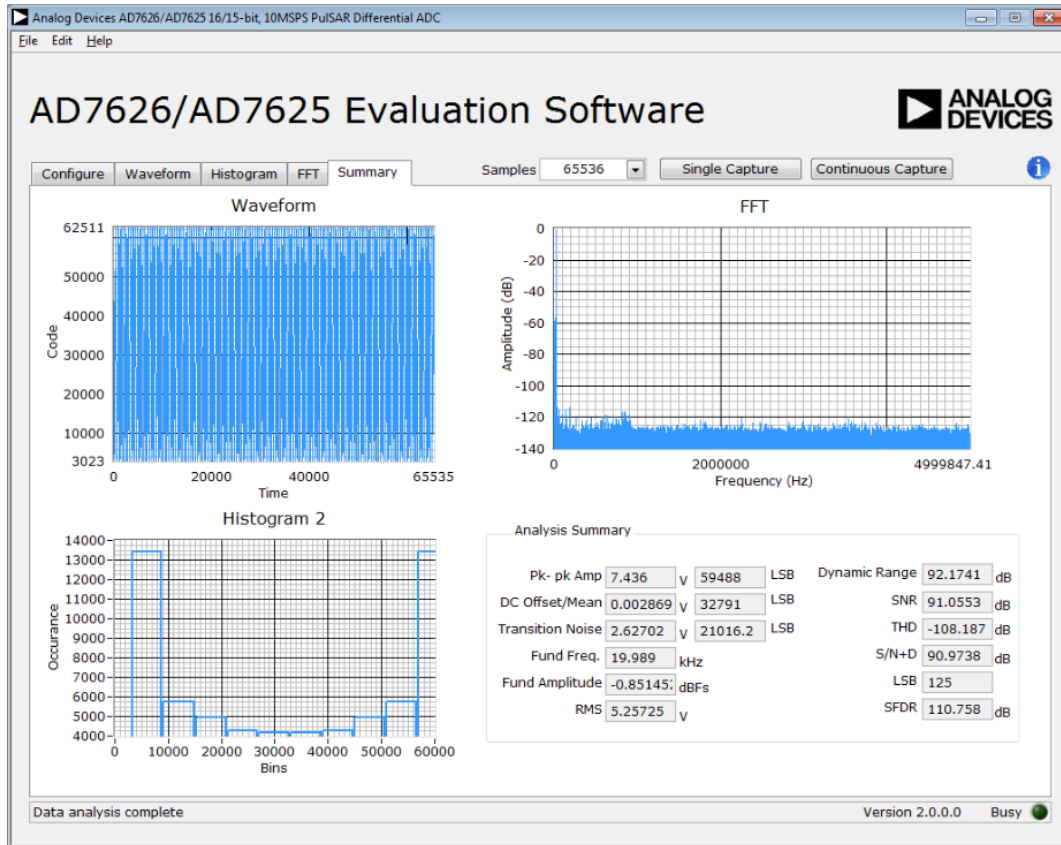 Analog Devices AD7626/AD7625 16/15-bit, 10MSPS PulSAR Differential ADC
File Edit Help
AD7626/AD7625 Evaluation Software
ANALOG
DEVICES
Configure Waveform Histogram FFT Summary Samples 65536 Single Capture Continuous Capture i
Waveform
62511
50000
40000
30000
20000
10000
3023
Code
0 20000 40000 65535
Time
FFT
0
-20
-40
-60
-80
-100
-120
-140
Amplitude (dB)
0 2000000 4999847.41
Frequency (Hz)
Histogram 2
14000
13000
12000
11000
10000
9000
8000
7000
6000
5000
4000
Occurance
0 10000 20000 30000 40000 50000 60000
Bins
Analysis Summary
Pk- pk Amp 7.436 V 59488 LSB Dynamic Range 92.1741 dB
DC Offset/Mean 0.002869 V 32791 LSB SNR 91.0553 dB
Transition Noise 2.62702 V 21016.2 LSB THD -108.187 dB
Fund Freq. 19.989 kHz S/N+D 90.9738 dB
Fund Amplitude -0.85145 dBFs LSB 125
RMS 5.25725 V SFDR 110.758 dB
Data analysis complete Version 2.0.0.0 Busy